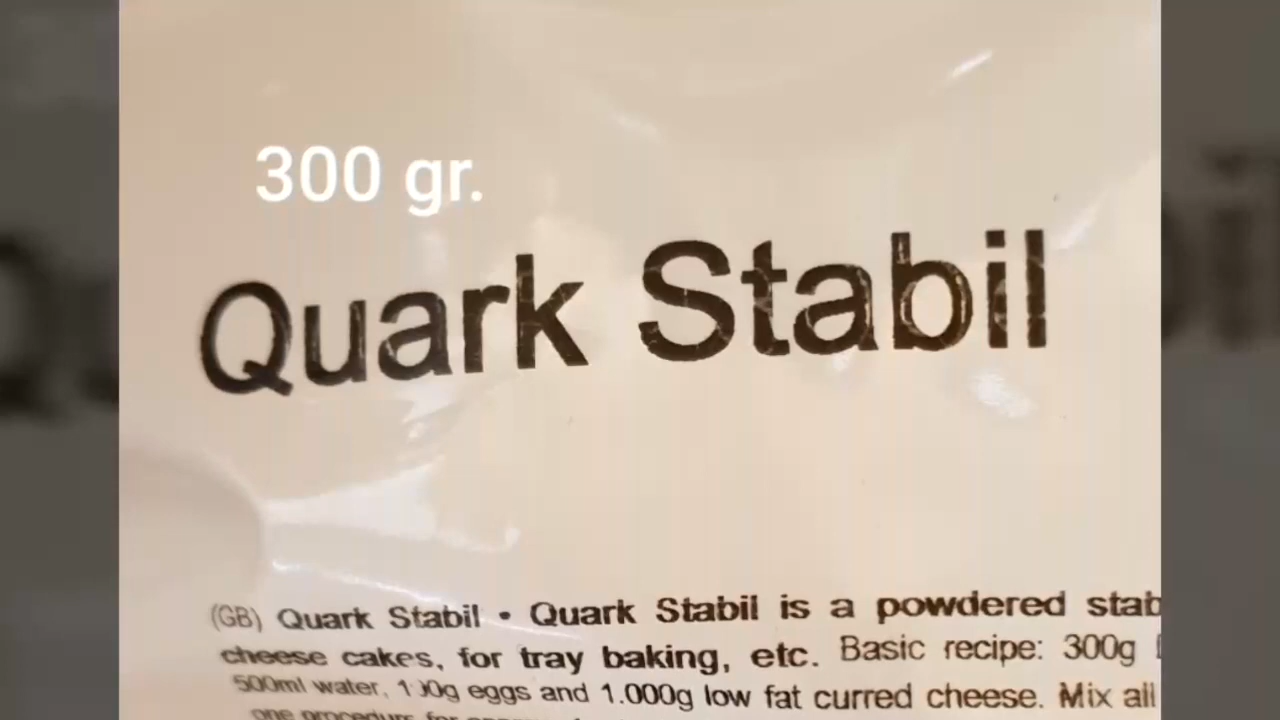 300 gr.
Quark Stabil
(GB) Quark Stabil • Quark Stabil is a powdered
cheese cakes, for tray baking, etc. Basic recipe: 300g
500ml water, eggs and 1.000g low fat curred cheese. Mix all
one